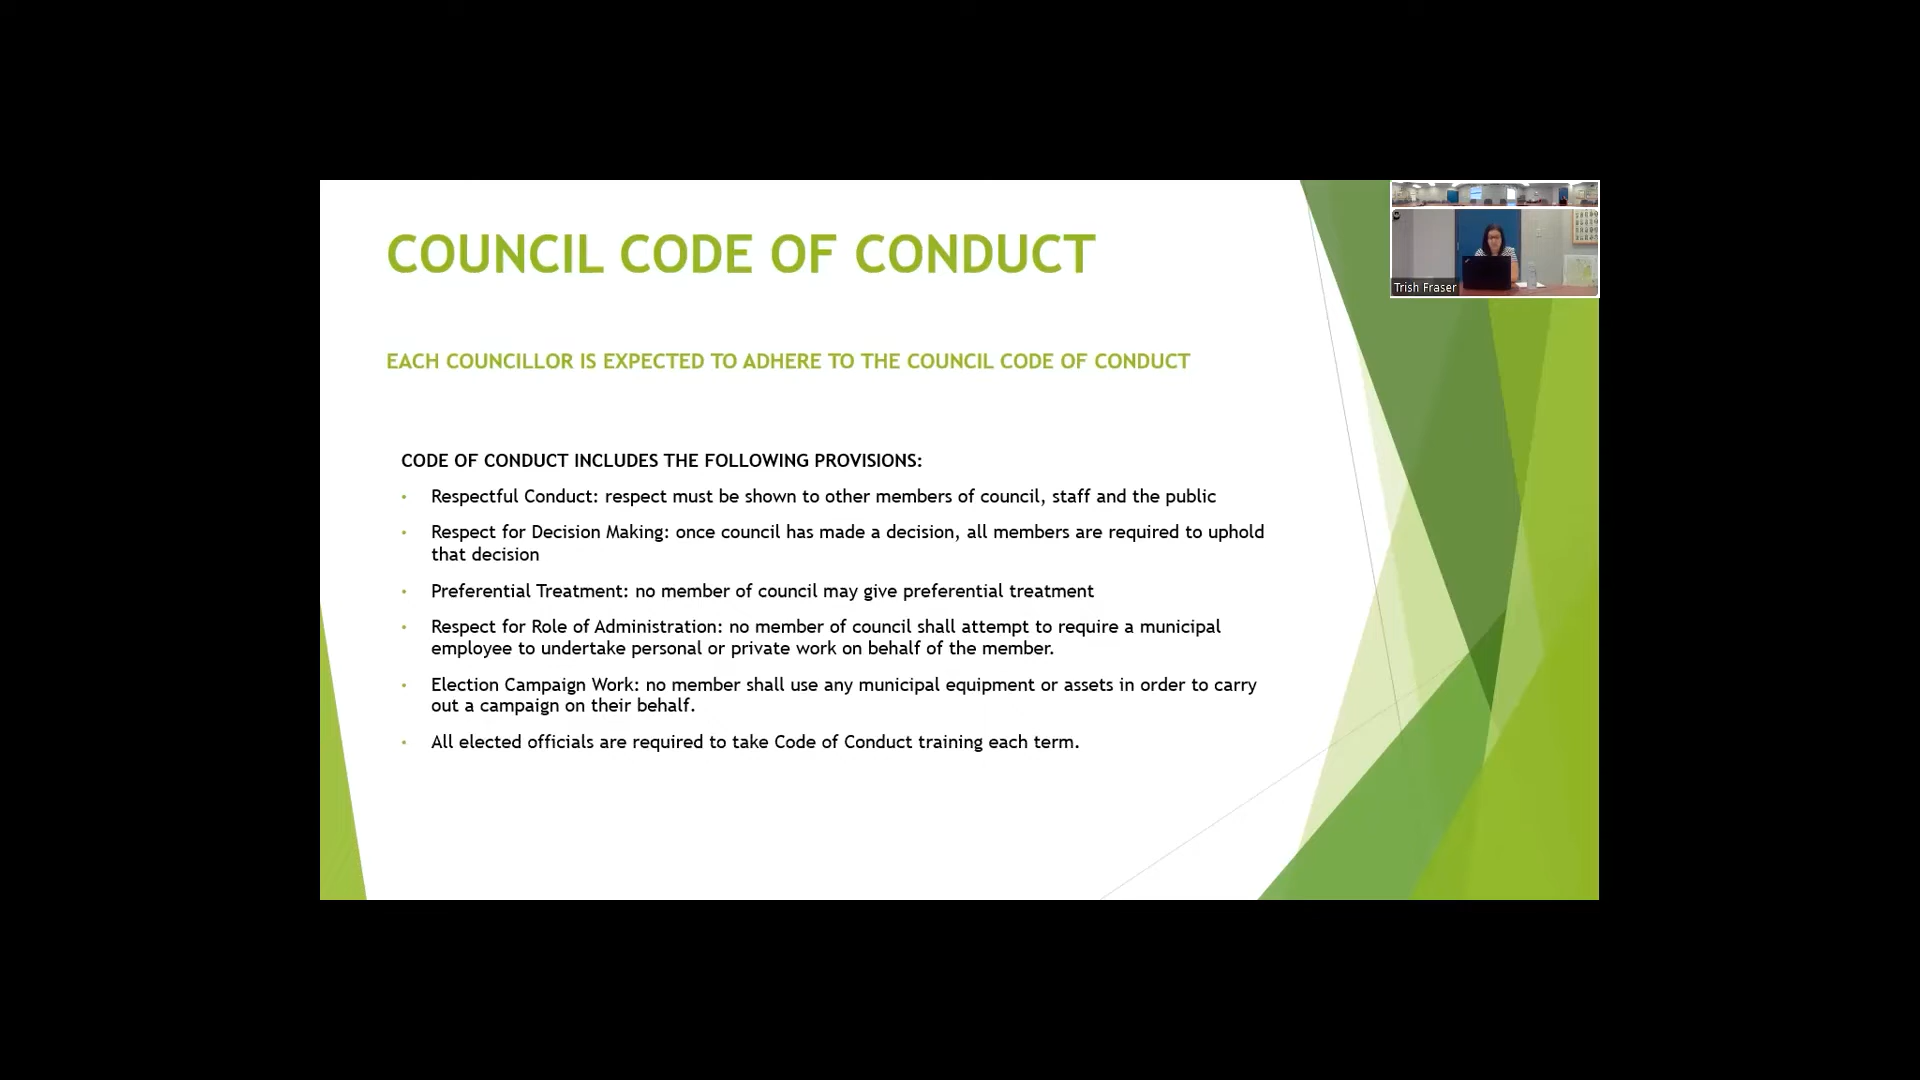 COUNCIL CODE OF CONDUCT
Trish Fraser
EACH COUNCILLOR IS EXPECTED TO ADHERE TO THE COUNCIL CODE OF CONDUCT
CODE OF CONDUCT INCLUDES THE FOLLOWING PROVISIONS:
• Respectful Conduct: respect must be shown to other members of council, staff and the public
• Respect for Decision Making: once council has made a decision, all members are required to uphold
that decision
• Preferential Treatment: no member of council may give preferential treatment
• Respect for Role of Administration: no member of council shall attempt to require a municipal
employee to undertake personal or private work on behalf of the member.
• Election Campaign Work: no member shall use any municipal equipment or assets in order to carry
out a campaign on their behalf.
• All elected officials are required to take Code of Conduct training each term.